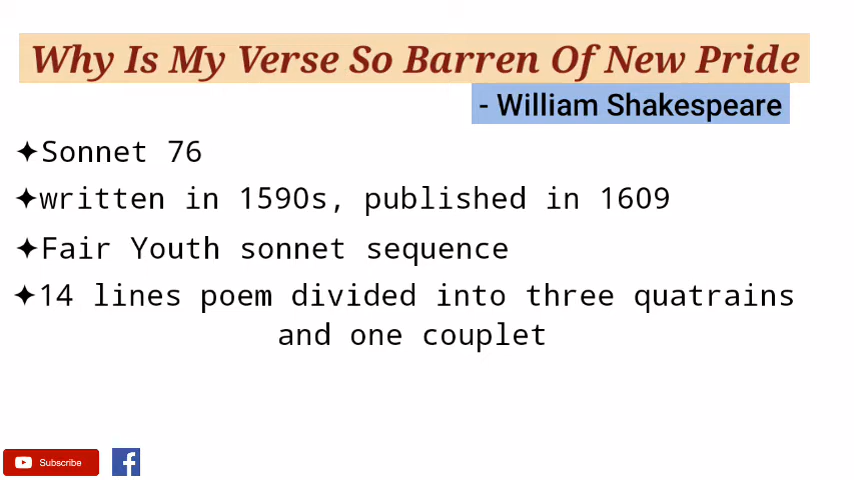 Why Is My Verse So Barren Of New Pride
- William Shakespeare
✦Sonnet 76
✦written in 1590s, published in 1609
✦Fair Youth sonnet sequence
✦14 lines poem divided into three quatrains
and one couplet
Subscribe
f